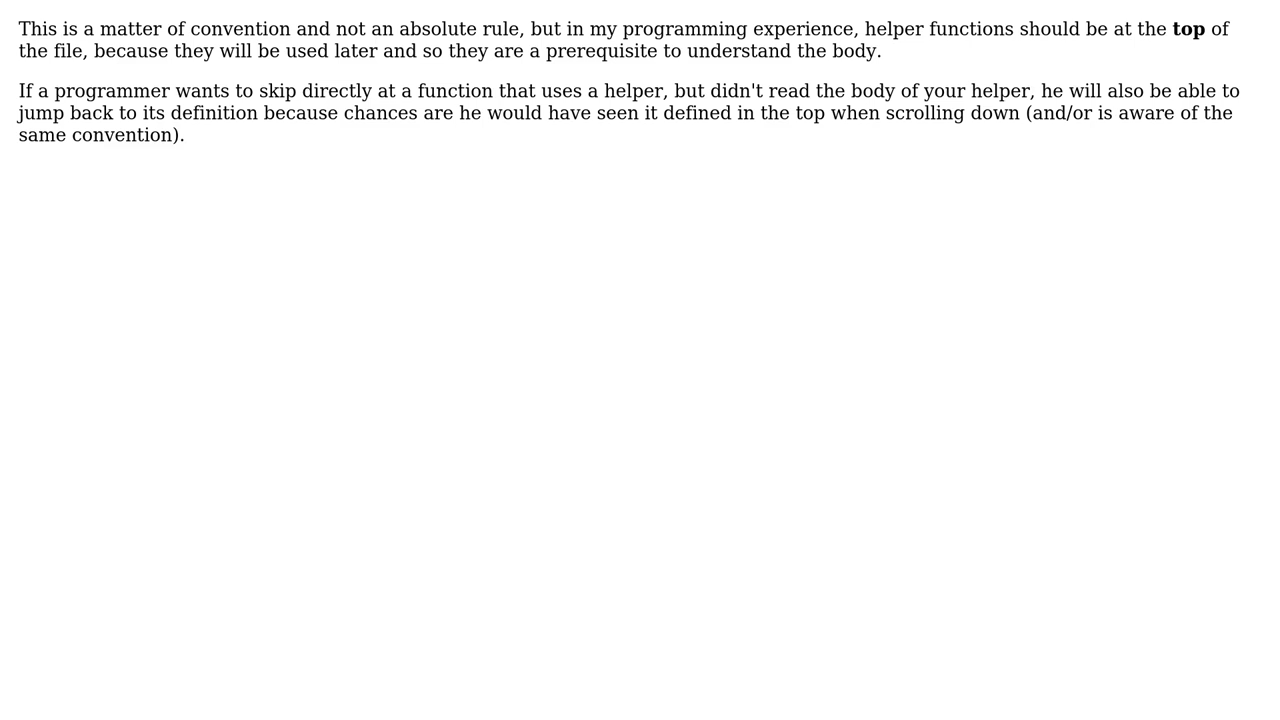 This is a matter of convention and not an absolute rule, but in my programming experience, helper functions should be at the top of
the file, because they will be used later and so they are a prerequisite to understand the body.
If a programmer wants to skip directly at a function that uses a helper, but didn't read the body of your helper, he will also be able to
jump back to its definition because chances are he would have seen it defined in the top when scrolling down (and/or is aware of the
same convention).